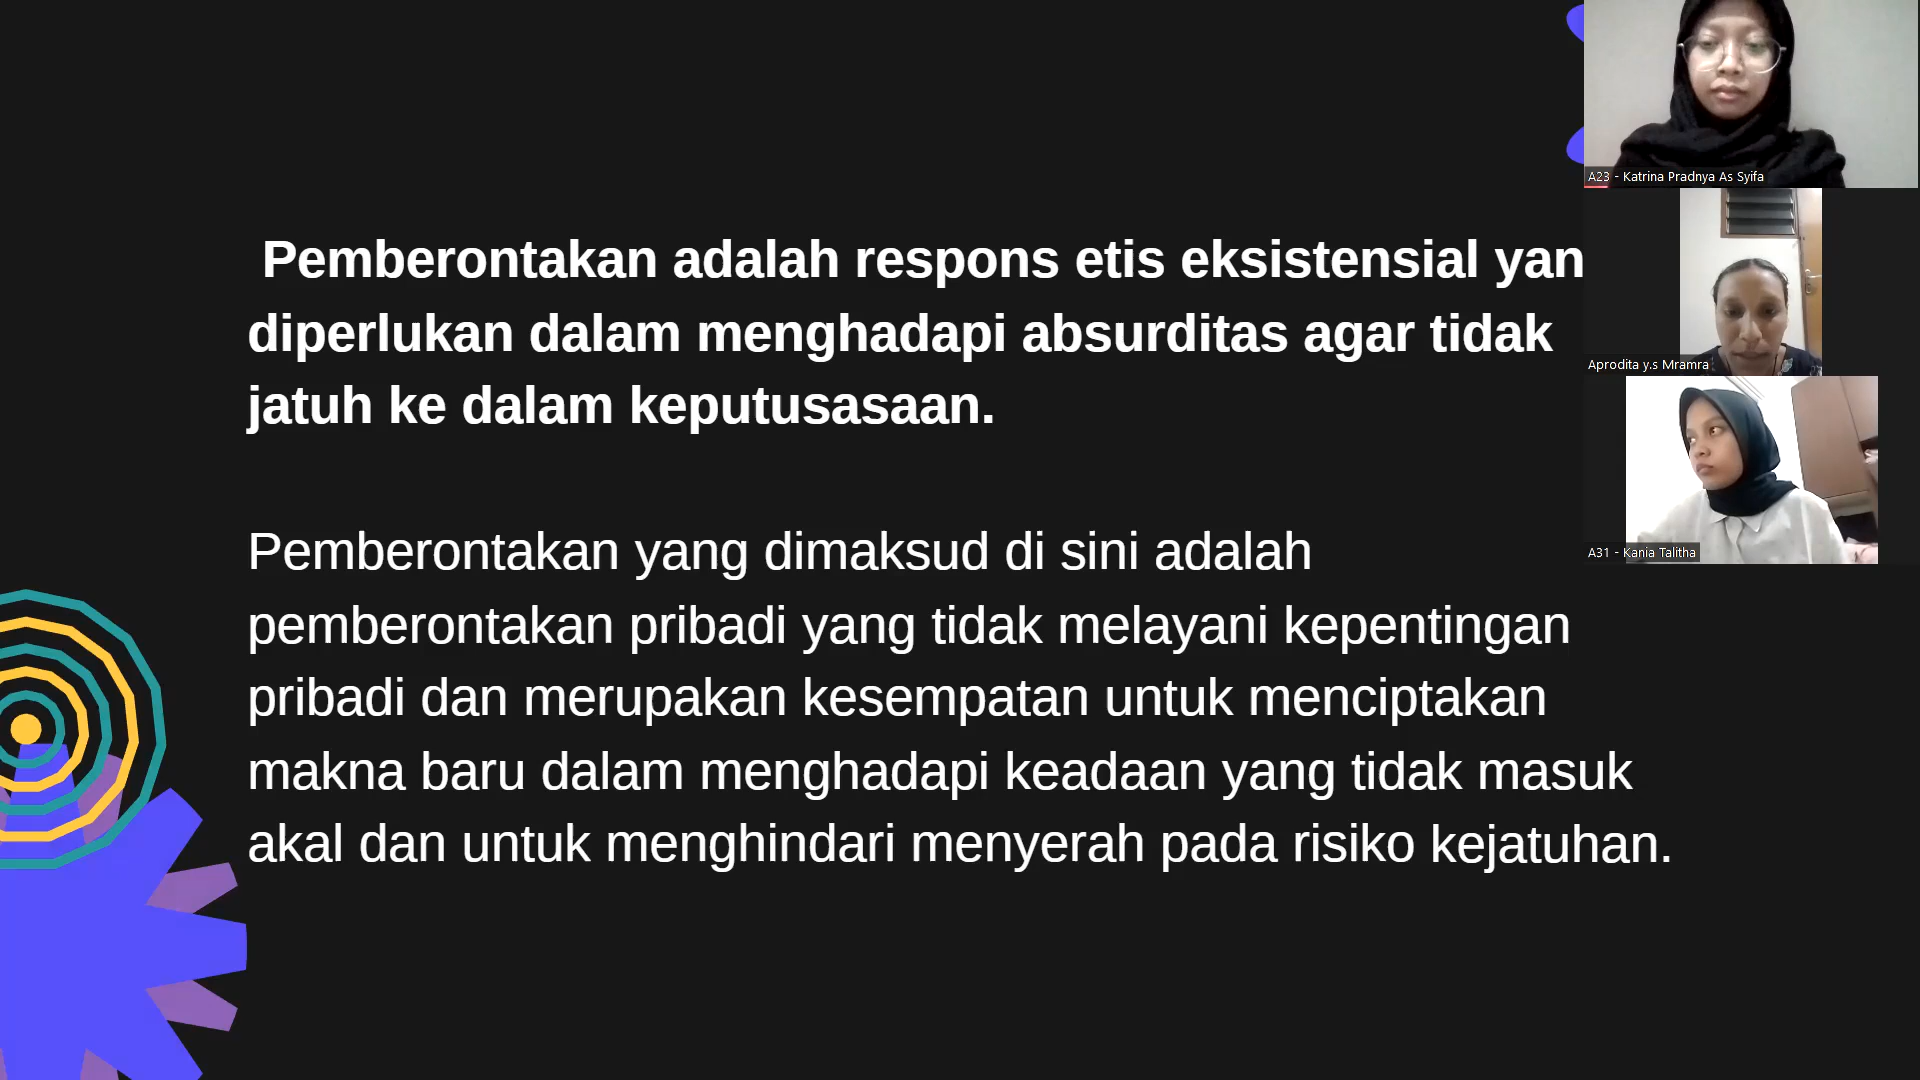 Pemberontakan adalah respons etis eksistensial yan
diperlukan dalam menghadapi absurditas agar tidak
jatuh ke dalam keputusasaan.
Pemberontakan yang dimaksud di sini adalah
pemberontakan pribadi yang tidak melayani kepentingan
pribadi dan merupakan kesempatan untuk menciptakan
makna baru dalam menghadapi keadaan yang tidak masuk
akal dan untuk menghindari menyerah pada risiko kejatuhan.
A23 - Katrina Pradnya As Syifa
Aprodita y.s Mramra
A31 - Kania Talitha